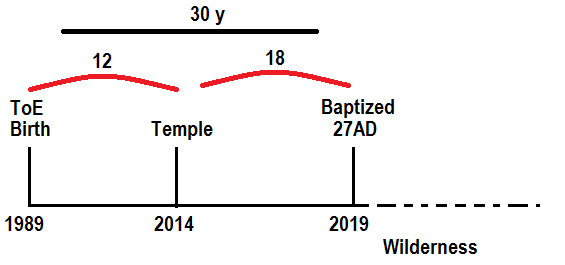 30 y
12
18
ToE
Birth
Temple
Baptized
27AD
1989
2014
2019
Wilderness